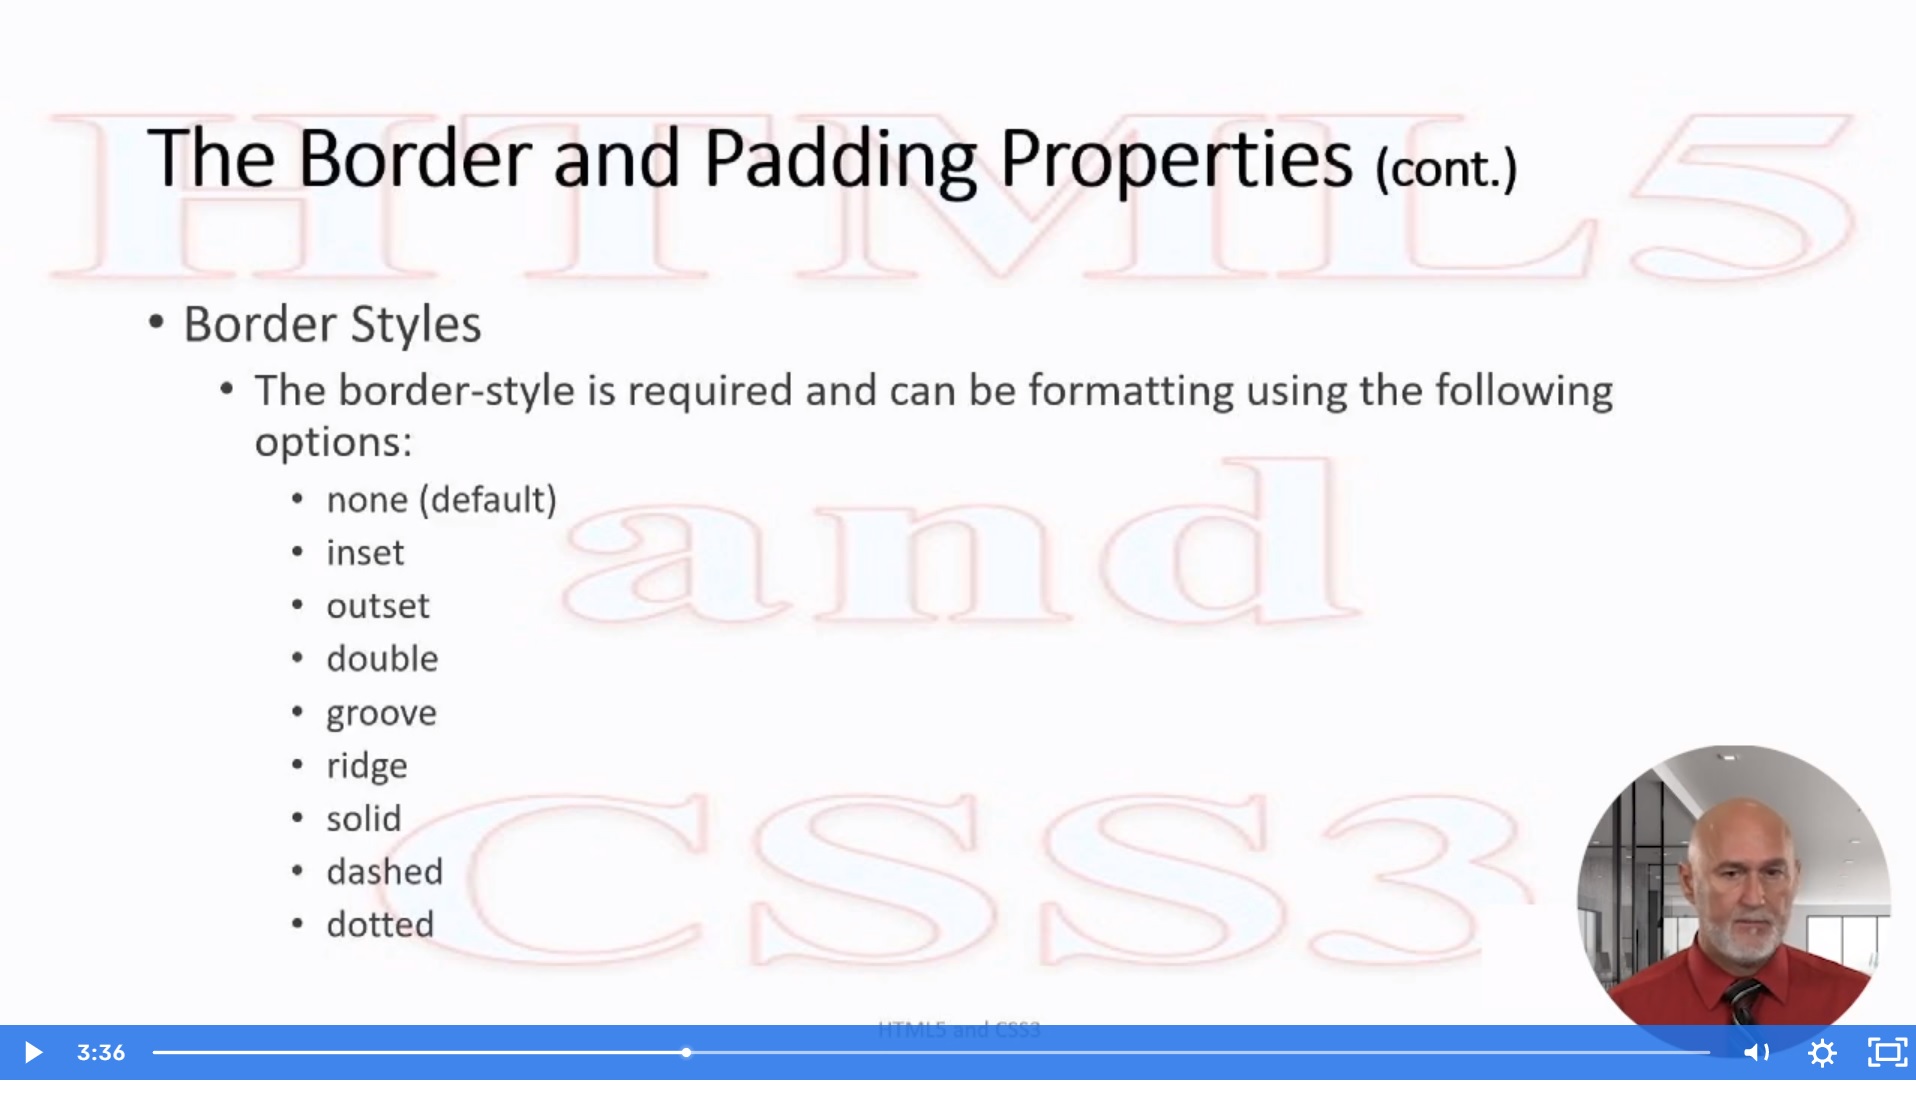 HTML5
The Border and Padding Properties (cont.)
• Border Styles
• The border-style is required and can be formatting using the following
options:
• none (default)
• inset
• outset
• double
• groove
• ridge
• solid
• dashed
• dotted
and
CSS3
HTML5 and CSS3
3:36